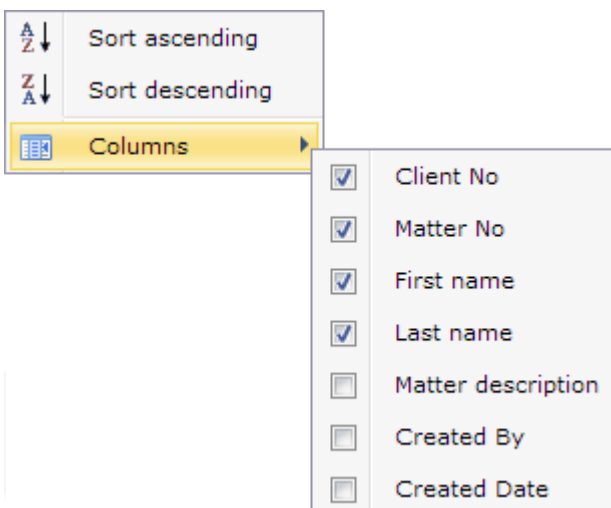 Sort ascending
Sort descending
Columns
Client No
Matter No
First name
Last name
Matter description
Created By
Created Date